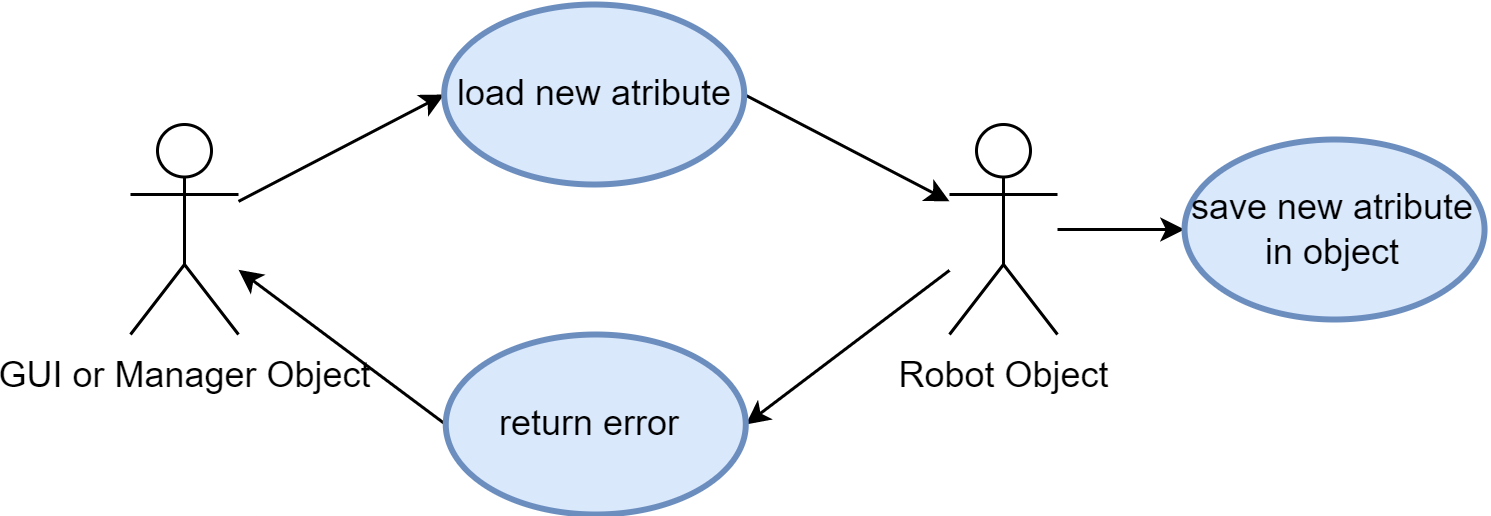 load new atribute
save new atribute
in object
GUI or Manager Object
Robot Object
return error